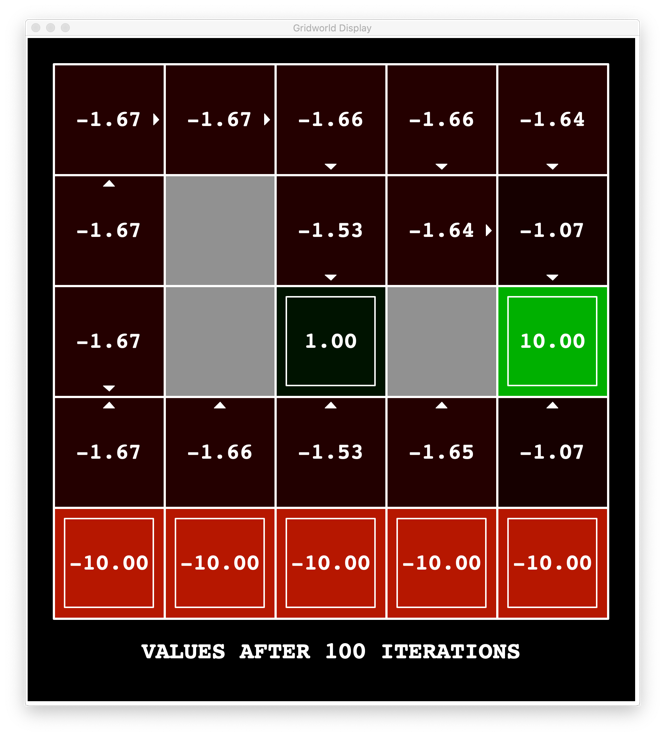 Gridworld Display
-1.67 -1.67 -1.66 -1.66 -1.64
-1.67 -1.53 -1.64 -1.07
-1.67 1.00 10.00
-1.67 -1.66 -1.53 -1.65 -1.07
-10.00 -10.00 -10.00 -10.00 -10.00
VALUES AFTER 100 ITERATIONS